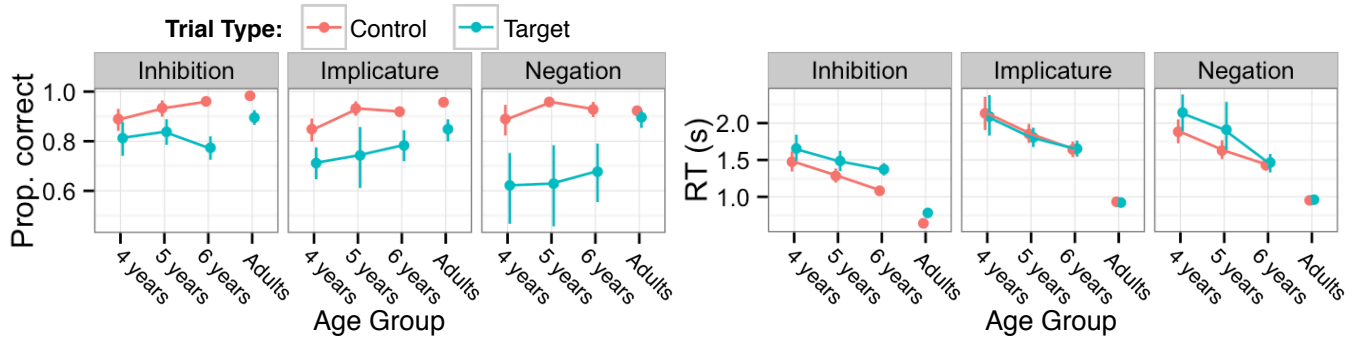 Trial Type: Control Target
Inhibition Implicature Negation
Prop. correct
1.0
0.8
0.6
4 years 5 years 6 years Adults 4 years 5 years 6 years Adults 4 years 5 years 6 years Adults
Age Group
Inhibition Implicature Negation
RT (s)
2.0
1.5
1.0
4 years 5 years 6 years Adults 4 years 5 years 6 years Adults 4 years 5 years 6 years Adults
Age Group